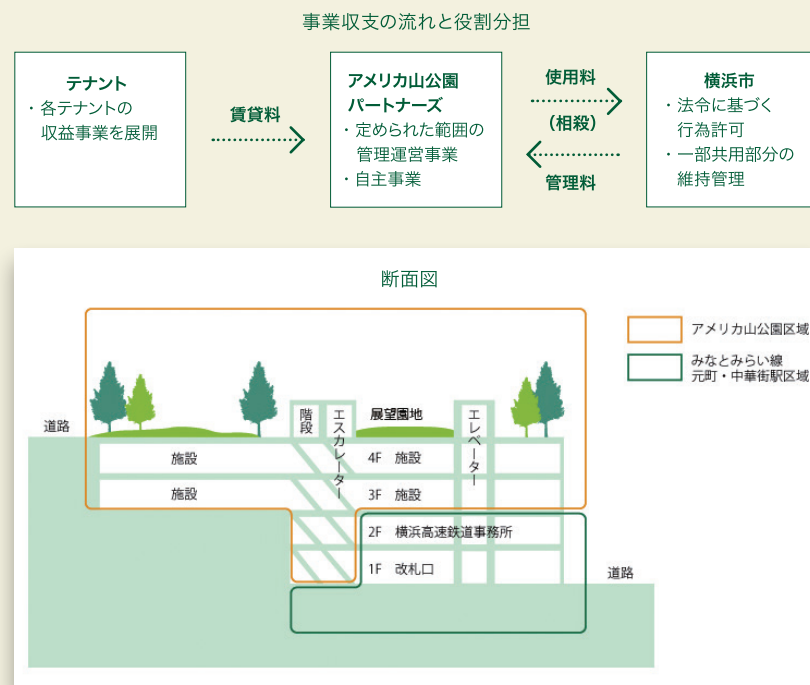 事業収支の流れと役割分担
テナント
・各テナントの
収益事業を展開
賃貸料
アメリカ山公園
パートナーズ
・定められた範囲の
管理運営事業
・自主事業
使用料
（相殺）
管理料
横浜市
・法令に基づく
行為許可
・一部共用部分の
維持管理
断面図
アメリカ山公園区域
みなとみらい線
元町・中華街駅区域
道路
階段
エスカレーター
展望園地
エレベーター
施設
4F 施設
施設
3F 施設
2F 横浜高速鉄道事務所
1F 改札口
道路